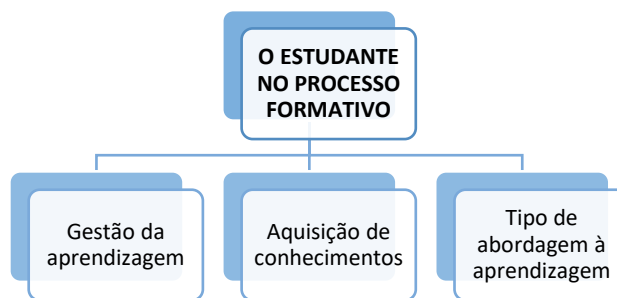 O ESTUDANTE
NO PROCESSO
FORMATIVO
Gestão da
aprendizagem
Aquisição de
conhecimentos
Tipo de
abordagem à
aprendizagem